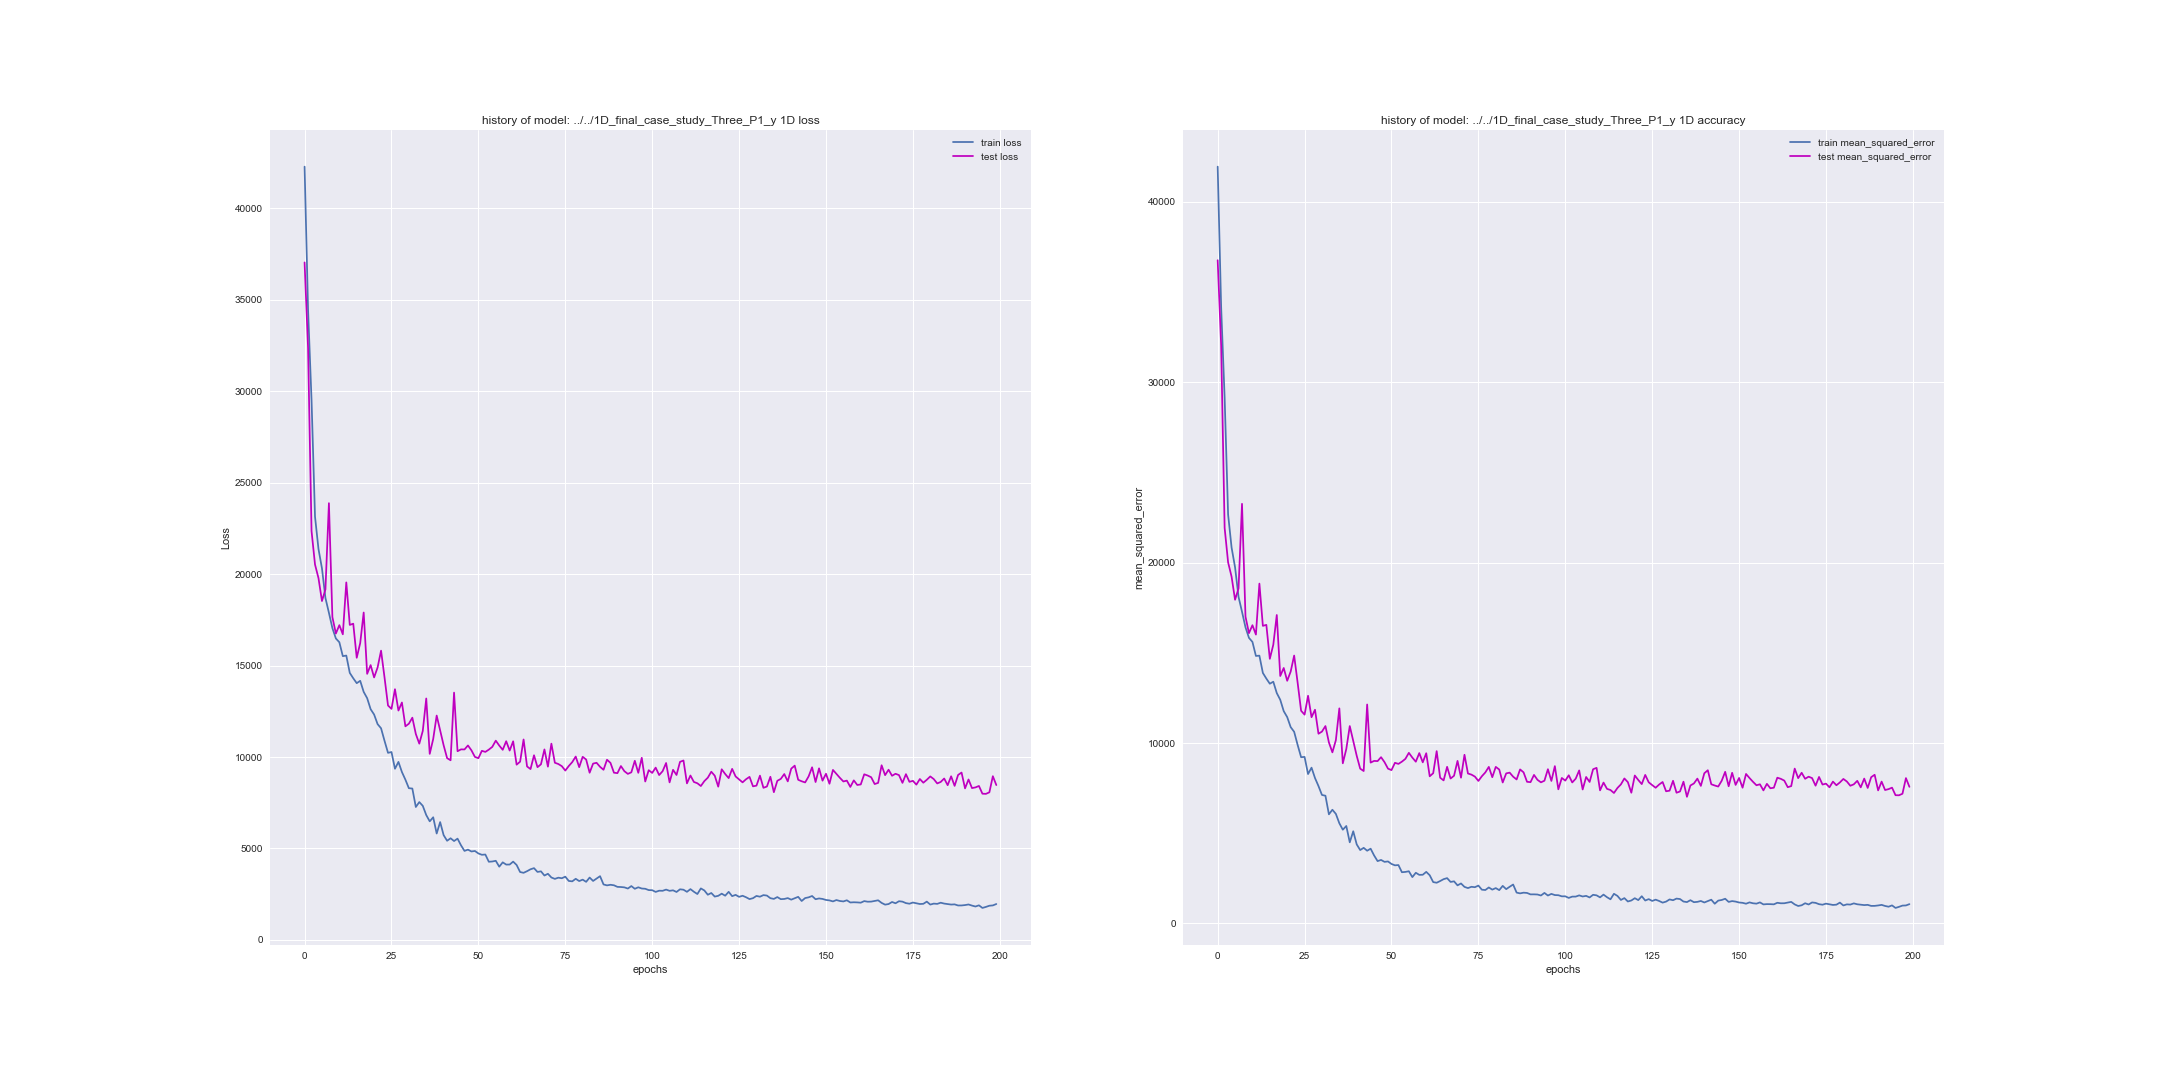 history of model: ../../1D_final_case_study_Three_P1_y 1D loss
train loss
test loss
40000
35000
30000
25000
20000
15000
10000
5000
0
Loss
0 25 50 75 100 125 150 175 200
epochs
history of model: ../../1D_final_case_study_Three_P1_y 1D accuracy
train mean_squared_error
test mean_squared_error
40000
30000
20000
10000
0
mean_squared_error
0 25 50 75 100 125 150 175 200
epochs